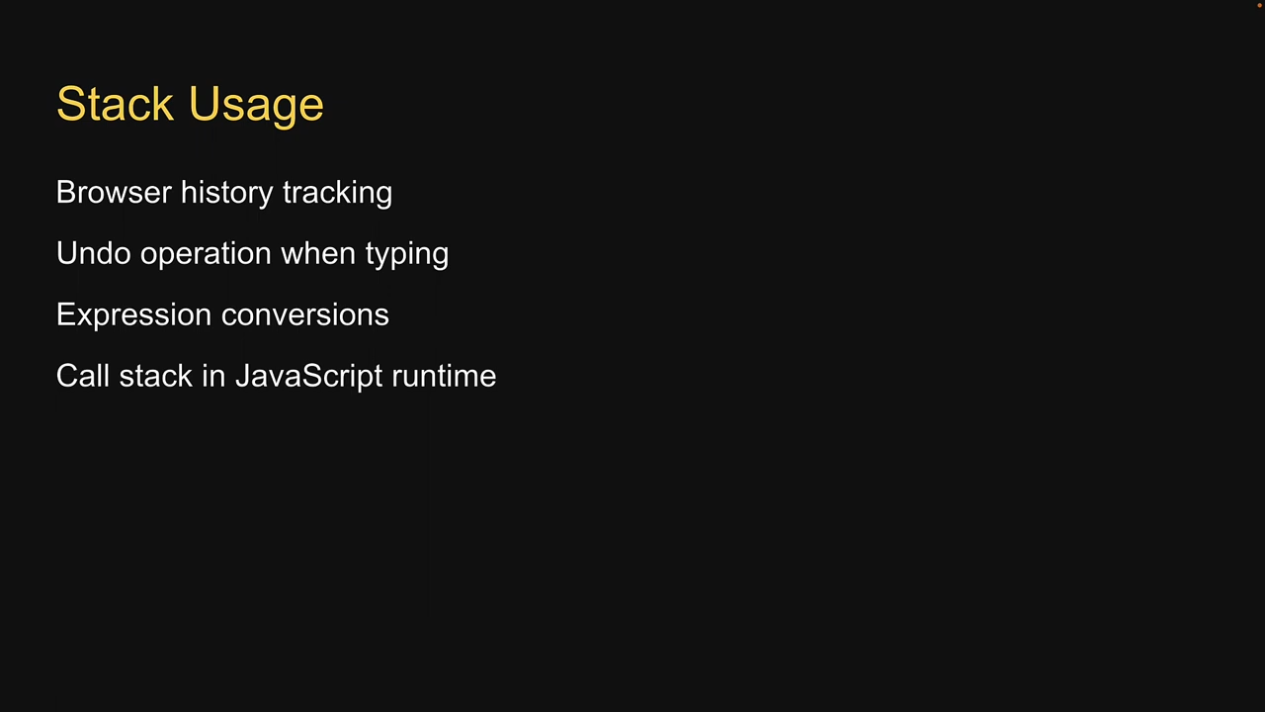 Stack Usage
Browser history tracking
Undo operation when typing
Expression conversions
Call stack in JavaScript runtime